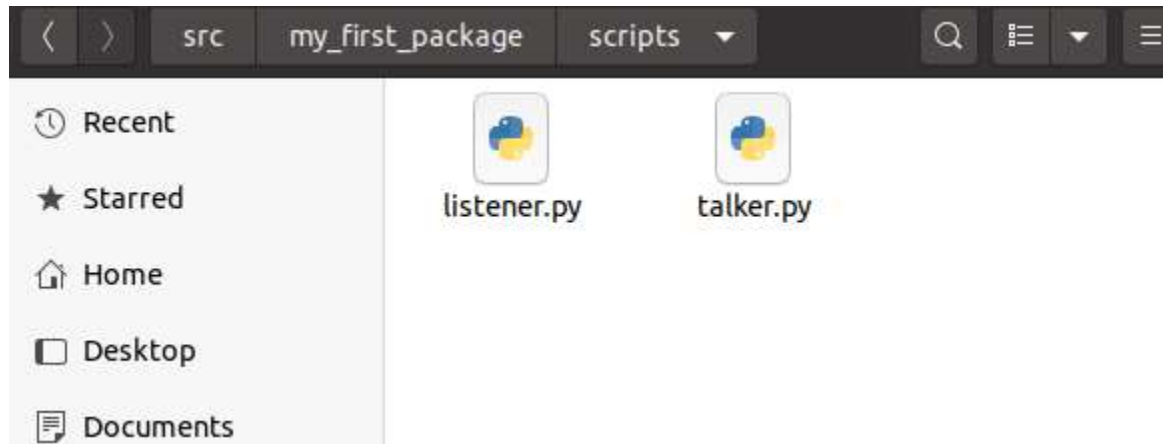 src my_first_package scripts
Recent
listener.py talker.py
Starred
Home
Desktop
Documents